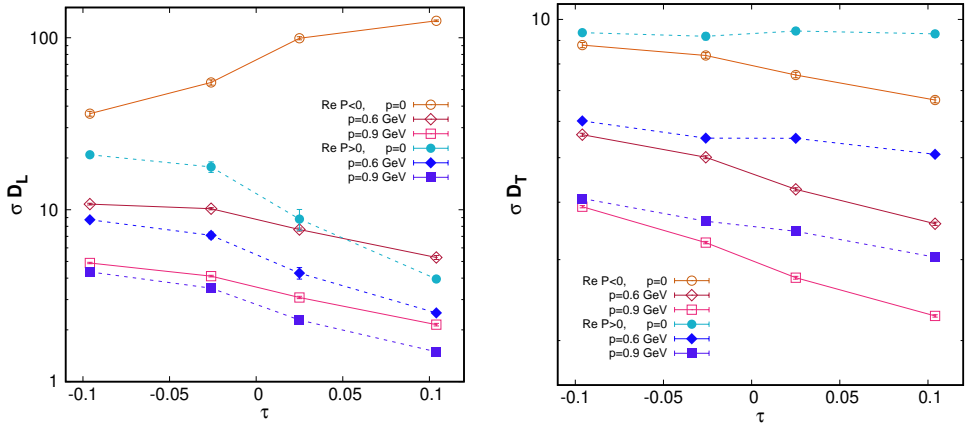 100
10
1
σ D_L
Re P<0, p=0
p=0.6 GeV
p=0.9 GeV
Re P>0, p=0
p=0.6 GeV
p=0.9 GeV
-0.1 -0.05 0 0.05 0.1
τ
10
σ D_T
Re P<0, p=0
p=0.6 GeV
p=0.9 GeV
Re P>0, p=0
p=0.6 GeV
p=0.9 GeV
-0.1 -0.05 0 0.05 0.1
τ